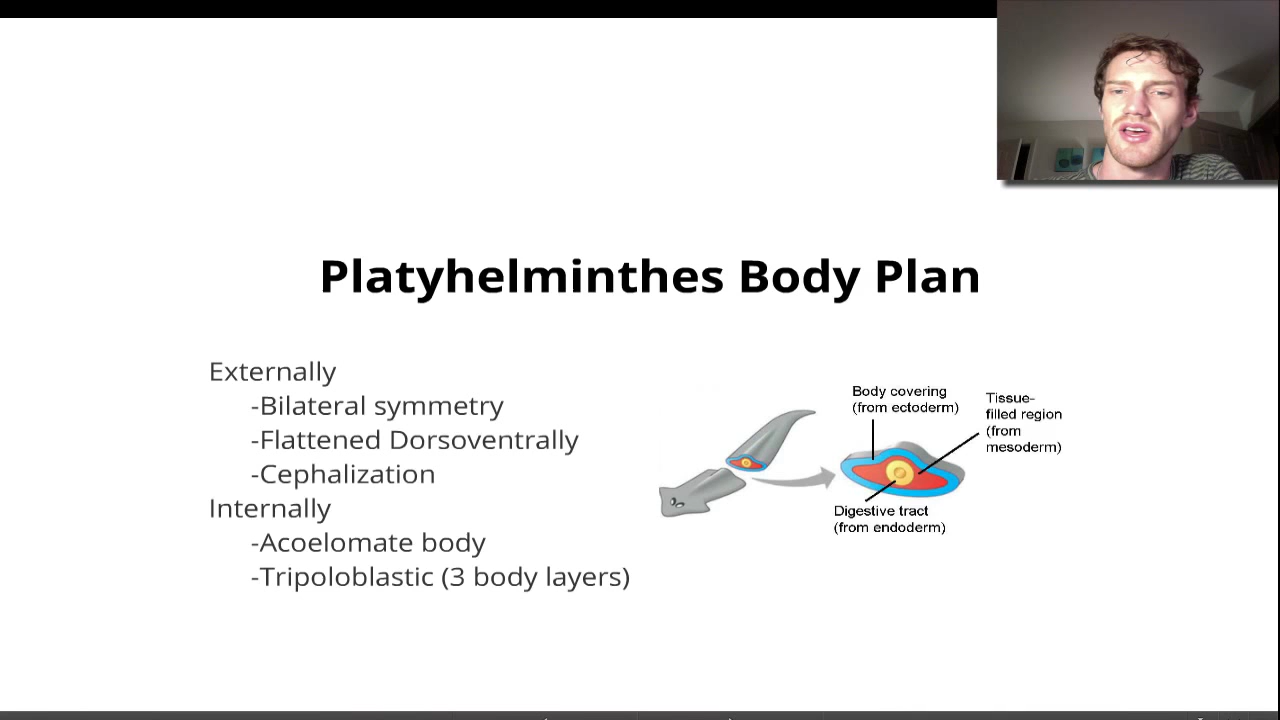 Platyhelminthes Body Plan
Externally
-Bilateral symmetry
-Flattened Dorsoventrally
-Cephalization
Internally
-Acoelomate body
-Tripoloblastic (3 body layers)
Body covering
(from ectoderm)
Tissue-
filled region
(from
mesoderm)
Digestive tract
(from endoderm)